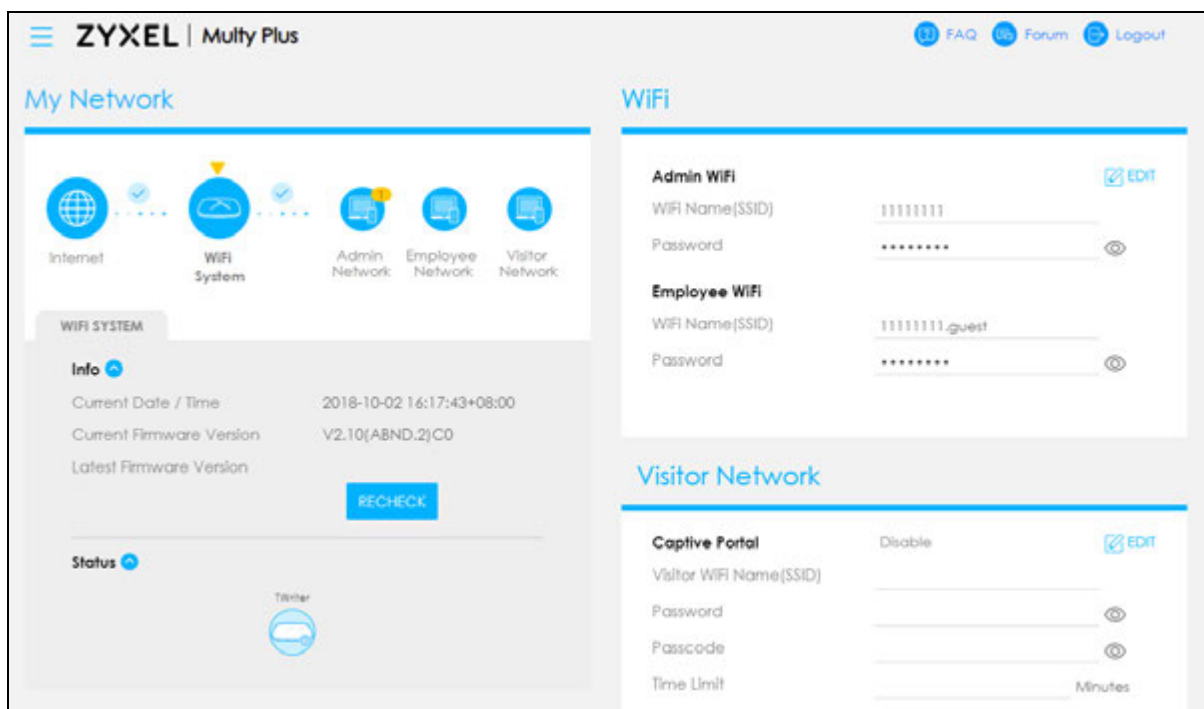 ZYXEL | Multy Plus
FAQ Forum Logout
My Network
1
Internet
WiFi System
Admin Network
Employee Network
Visitor Network
WIFI SYSTEM
Info
Current Date / Time 2018-10-02 16:17:43+08:00
Current Firmware Version V2.10(ABND.2)C0
Latest Firmware Version
RECHECK
Status
TWriter
WiFi
Admin WiFi EDIT
WiFi Name(SSID) 11111111
Password ••••••••
Employee WiFi
WiFi Name(SSID) 11111111.guest
Password ••••••••
Visitor Network
Captive Portal Disable EDIT
Visitor WiFi Name(SSID)
Password
Passcode
Time Limit Minutes